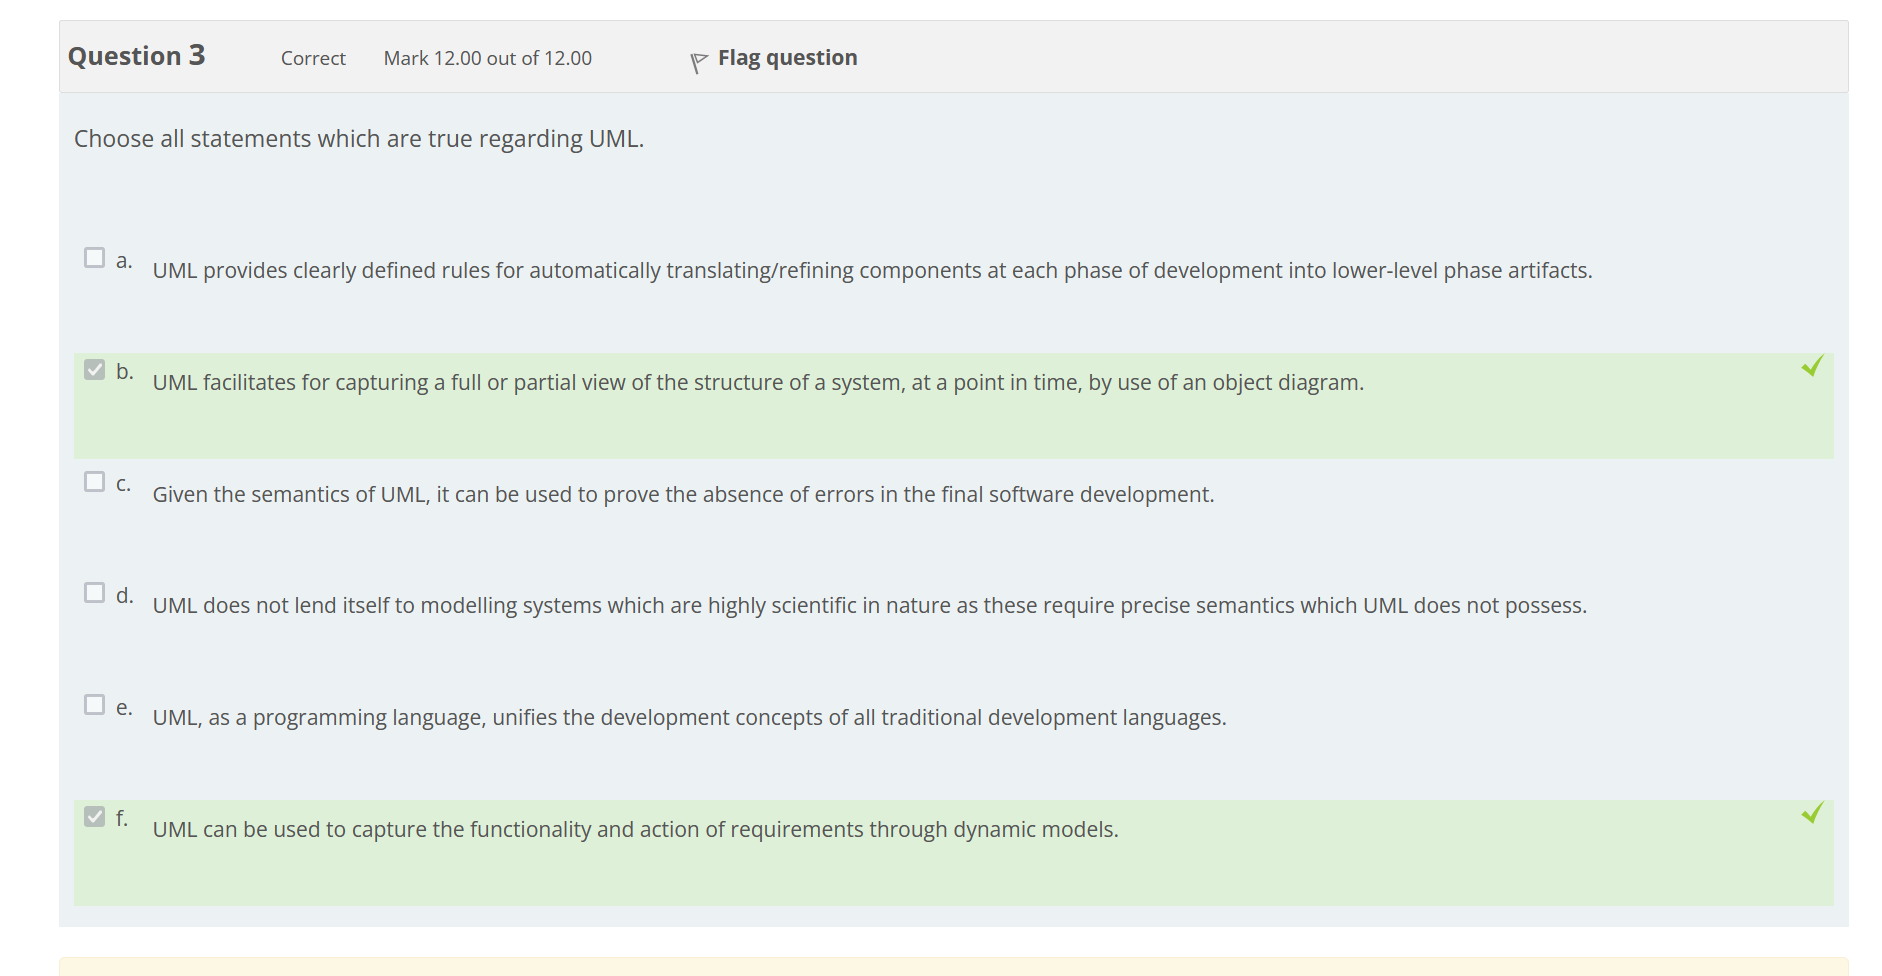 Question 3 Correct Mark 12.00 out of 12.00 Flag question
Choose all statements which are true regarding UML.
a. UML provides clearly defined rules for automatically translating/refining components at each phase of development into lower-level phase artifacts.
b. UML facilitates for capturing a full or partial view of the structure of a system, at a point in time, by use of an object diagram.
c. Given the semantics of UML, it can be used to prove the absence of errors in the final software development.
d. UML does not lend itself to modelling systems which are highly scientific in nature as these require precise semantics which UML does not possess.
e. UML, as a programming language, unifies the development concepts of all traditional development languages.
f. UML can be used to capture the functionality and action of requirements through dynamic models.